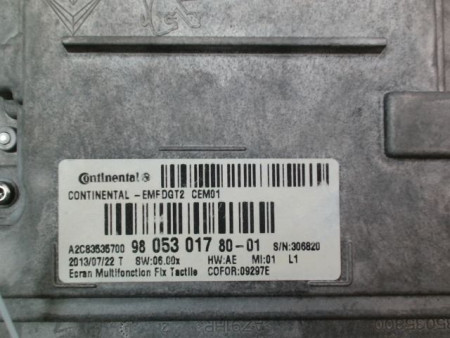 Continental
CONTINENTAL -EMFDGT2 CEM01
A2C83535700 98 053 017 80-01 S/N:306820
2013/07/22 T SW:06.00x HW:AE MI:01 L1
Ecran Multifonction Fix Tactile COFOR:09297E